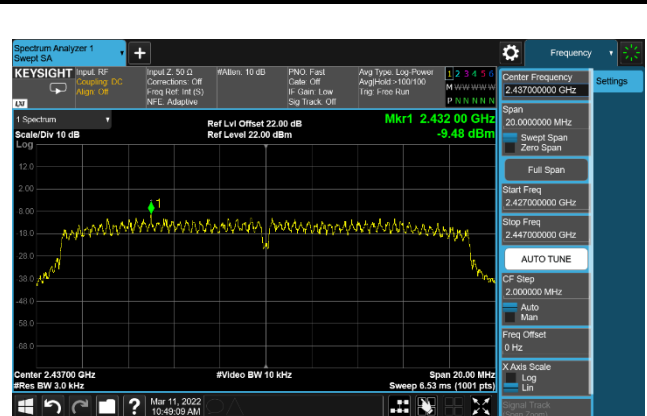 Spectrum Analyzer 1
Swept SA
Frequency
KEYSIGHT
Input: RF
Coupling: DC
Align: Off
Input Z: 50 Ω
Corrections: Off
Freq Ref: Int (S)
NFE: Adaptive
#Atten: 10 dB
PNO: Fast
Gate: Off
IF Gain: Low
Sig Track: Off
Avg Type: Log-Power
Avg|Hold:>100/100
Trig: Free Run
1 2 3 4 5 6
M W W W W W
P N N N N N
LXI
1 Spectrum
Scale/Div 10 dB
Log
Ref Lvl Offset 22.00 dB
Ref Level 22.00 dBm
Mkr1 2.432 00 GHz
-9.48 dBm
1
12.0
2.00
-8.00
-18.0
-28.0
-38.0
-48.0
-58.0
-68.0
Center 2.43700 GHz
#Res BW 3.0 kHz
#Video BW 10 kHz
Span 20.00 MHz
Sweep 6.53 ms (1001 pts)
Mar 11, 2022
10:49:09 AM
Center Frequency
2.437000000 GHz
Settings
Span
20.0000000 MHz
Swept Span
Zero Span
Full Span
Start Freq
2.427000000 GHz
Stop Freq
2.447000000 GHz
AUTO TUNE
CF Step
2.000000 MHz
Auto
Man
Freq Offset
0 Hz
X Axis Scale
Log
Lin
Signal Track
(Span Zoom)